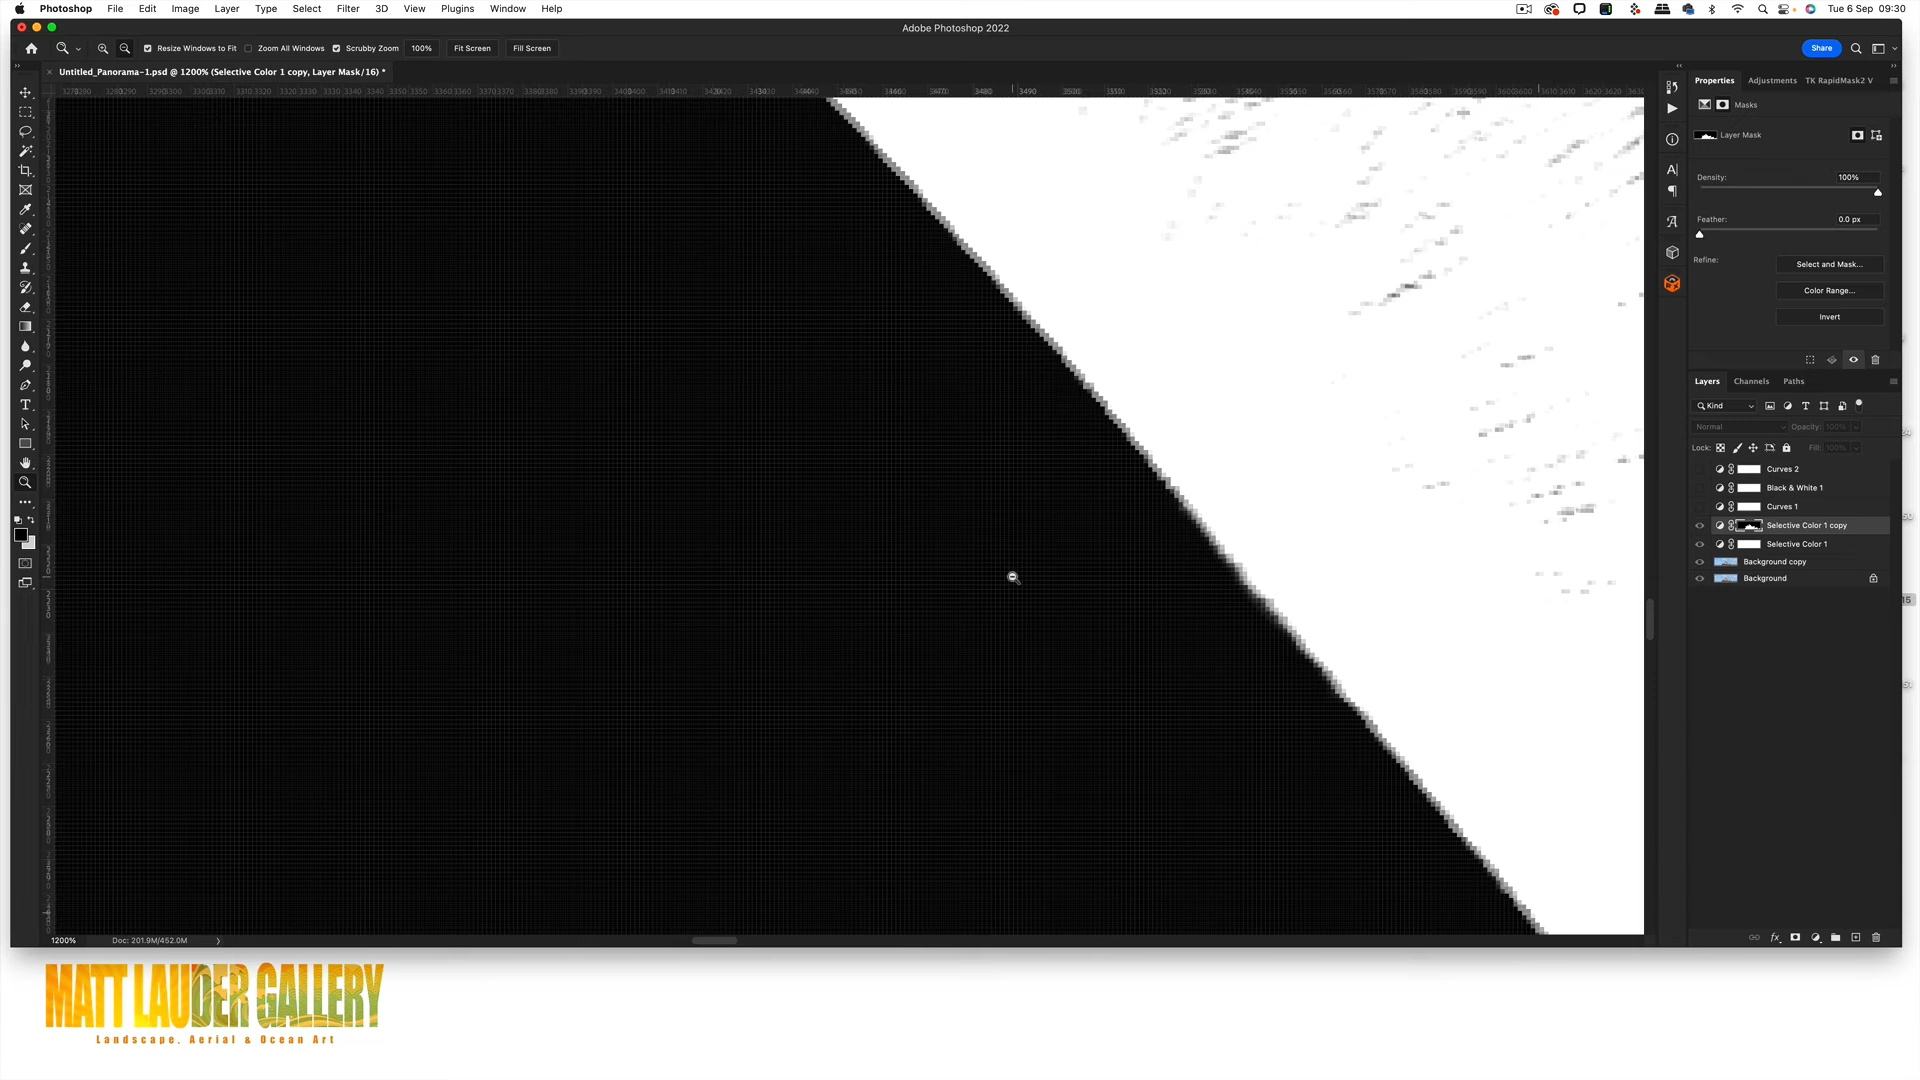 Photoshop File Edit Image Layer Type Select Filter 3D View Plugins Window Help
Tue 6 Sep 09:30
Adobe Photoshop 2022
Resize Windows to Fit Zoom All Windows Scrubby Zoom 100% Fit Screen Fill Screen
Share
Untitled_Panorama-1.psd @ 1200% (Selective Color 1 copy, Layer Mask/16) *
Properties Adjustments TK RapidMask2 V
Masks
Layer Mask
Density: 100%
Feather: 0.0 px
Refine: Select and Mask...
Color Range...
Invert
Layers Channels Paths
Kind
Normal Opacity: 100%
Lock: Fill: 100%
Curves 2
Black & White 1
Curves 1
Selective Color 1 copy
Selective Color 1
Background copy
Background
1200% Doc: 201.9M/452.0M
MATT LAUDER GALLERY
Landscape, Aerial & Ocean Art